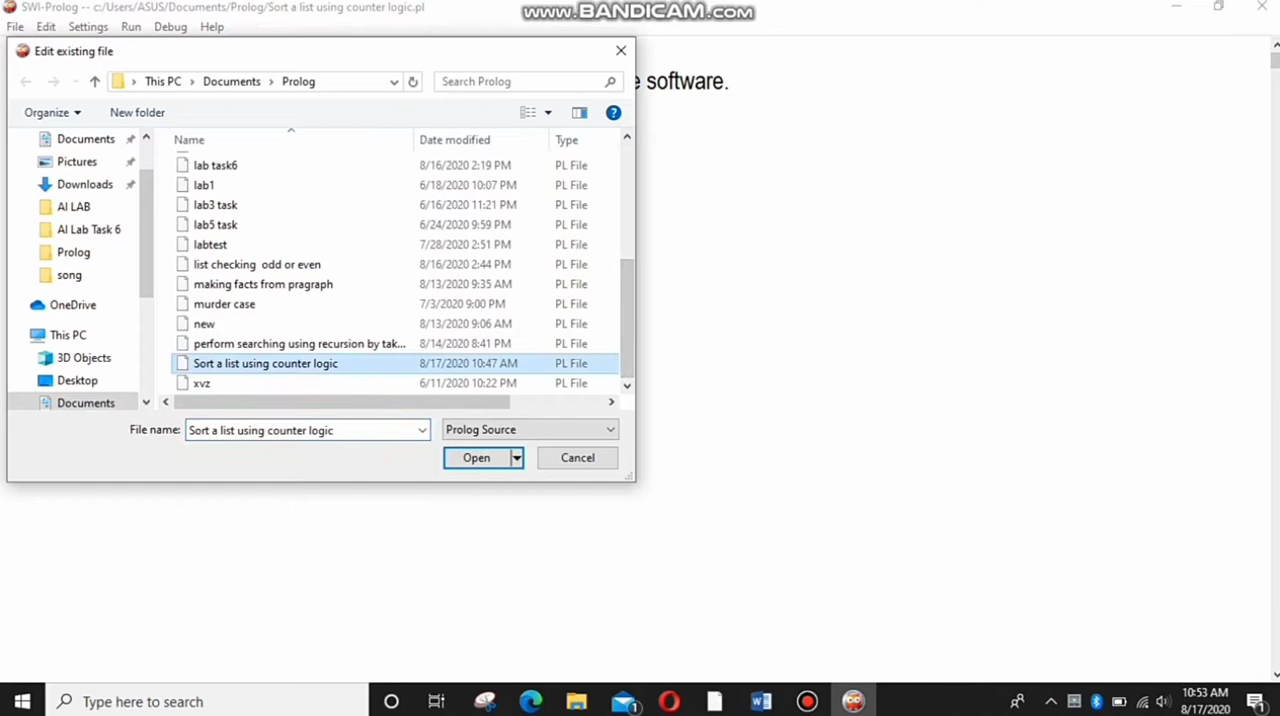 SWI-Prolog -- c:/Users/ASUS/Documents/Prolog/Sort a list using counter logic.pl
www.BANDICAM.com
File Edit Settings Run Debug Help
Edit existing file
This PC Documents Prolog Search Prolog
e software.
Organize New folder
Name Date modified Type
Documents
Pictures
Downloads
AI LAB
AI Lab Task 6
Prolog
song
OneDrive
This PC
3D Objects
Desktop
Documents
lab task6 8/16/2020 2:19 PM PL File
lab1 6/18/2020 10:07 PM PL File
lab3 task 6/16/2020 11:21 PM PL File
lab5 task 6/24/2020 9:59 PM PL File
labtest 7/28/2020 2:51 PM PL File
list checking odd or even 8/16/2020 2:44 PM PL File
making facts from pragraph 8/13/2020 9:35 AM PL File
murder case 7/3/2020 9:00 PM PL File
new 8/13/2020 9:06 AM PL File
perform searching using recursion by tak... 8/14/2020 8:41 PM PL File
Sort a list using counter logic 8/17/2020 10:47 AM PL File
xvz 6/11/2020 10:22 PM PL File
File name: Sort a list using counter logic Prolog Source
Open Cancel
Type here to search
1
10:53 AM
8/17/2020
1